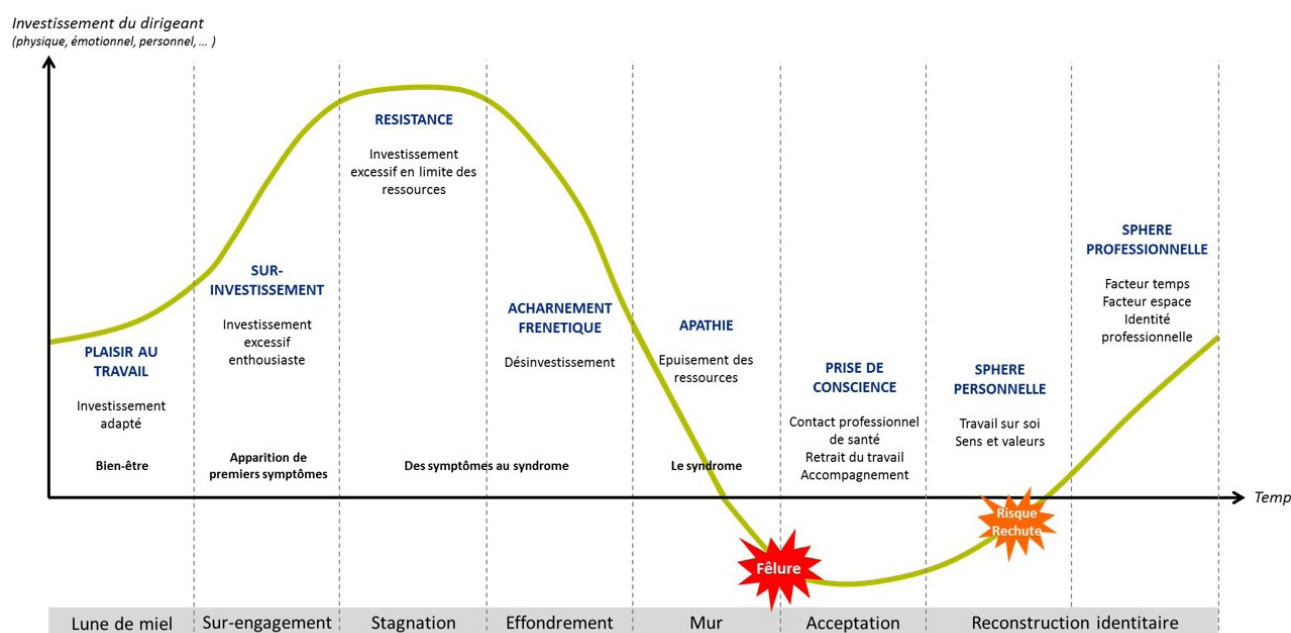 Investissement du dirigeant
(physique, émotionnel, personnel, ... )
RESISTANCE
Investissement
excessif en limite des
ressources
SUR-
INVESTISSEMENT
Investissement
excessif
enthousiaste
PLAISIR AU
TRAVAIL
Investissement
adapté
ACHARNEMENT
FRENETIQUE
Désinvestissement
APATHIE
Epuisement des
ressources
PRISE DE
CONSCIENCE
Contact professionnel
de santé
Retrait du travail
Accompagnement
SPHERE
PERSONNELLE
Travail sur soi
Sens et valeurs
SPHERE
PROFESSIONNELLE
Facteur temps
Facteur espace
Identité
professionnelle
Bien-être
Apparition de
premiers symptômes
Des symptômes au syndrome
Le syndrome
Temp
Risque
Rechute
Fêlure
Lune de miel
Sur-engagement
Stagnation
Effondrement
Mur
Acceptation
Reconstruction identitaire